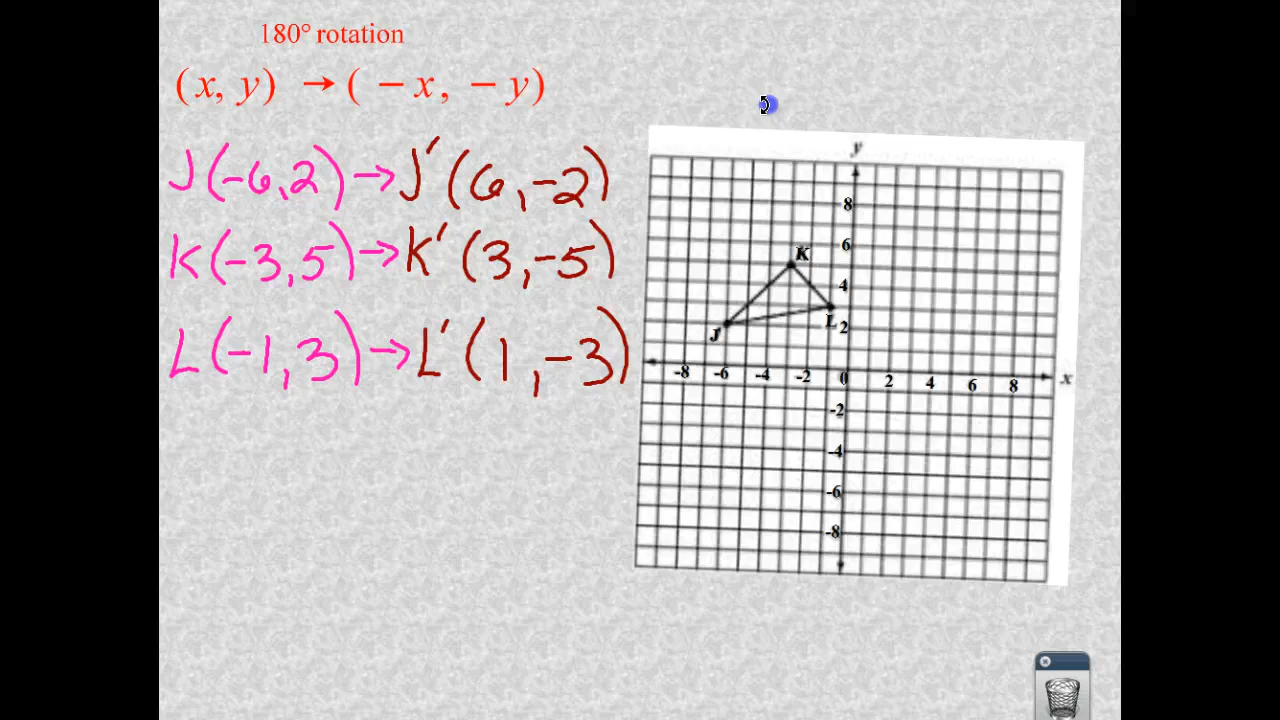 180° rotation
(x, y) → (−x, −y)
J(-6,2)→J′(6,-2)
K(-3,5)→K′(3,-5)
L(-1,3)→L′(1,-3)
y
8
6
K
4
L 2
J
-8 -6 -4 -2 0 2 4 6 8 x
-2
-4
-6
-8